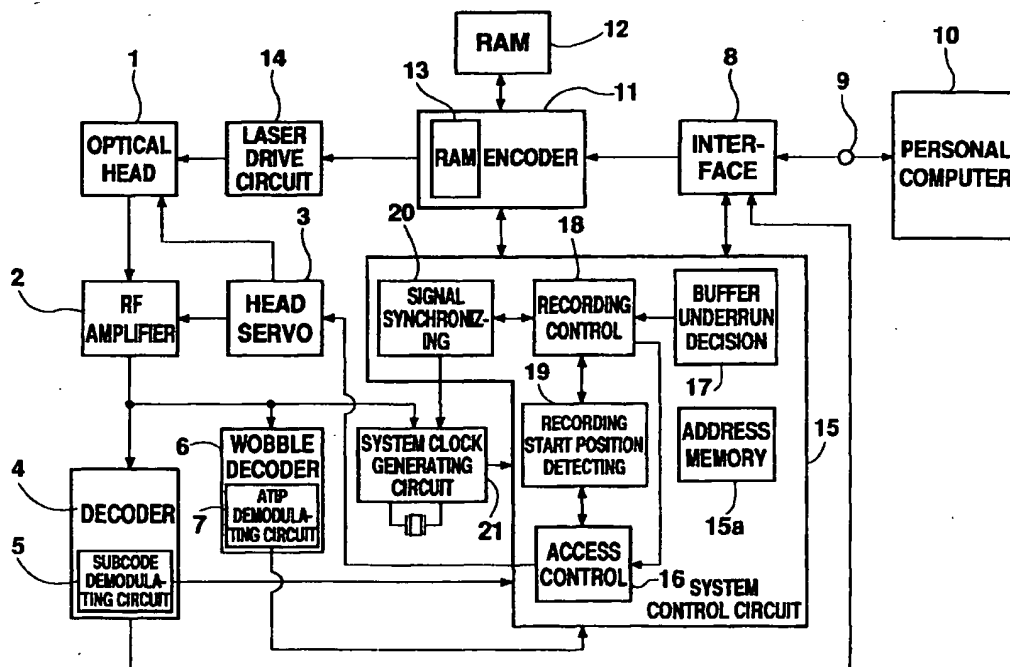 RAM
12
1
14
13
11
8
9
10
OPTICAL
HEAD
LASER
DRIVE
CIRCUIT
RAM
ENCODER
INTER-
FACE
PERSONAL
COMPUTER
2
3
20
18
RF
AMPLIFIER
HEAD
SERVO
SIGNAL
SYNCHRONIZ-
ING
RECORDING
CONTROL
BUFFER
UNDERRUN
DECISION
17
19
RECORDING
START POSITION
DETECTING
ADDRESS
MEMORY
15a
15
6
WOBBLE
DECODER
ATIP
DEMODULA-
TING CIRCUIT
7
SYSTEM CLOCK
GENERATING
CIRCUIT
21
4
DECODER
5
SUBCODE
DEMODULA-
TING CIRCUIT
ACCESS
CONTROL
16
SYSTEM
CONTROL CIRCUIT